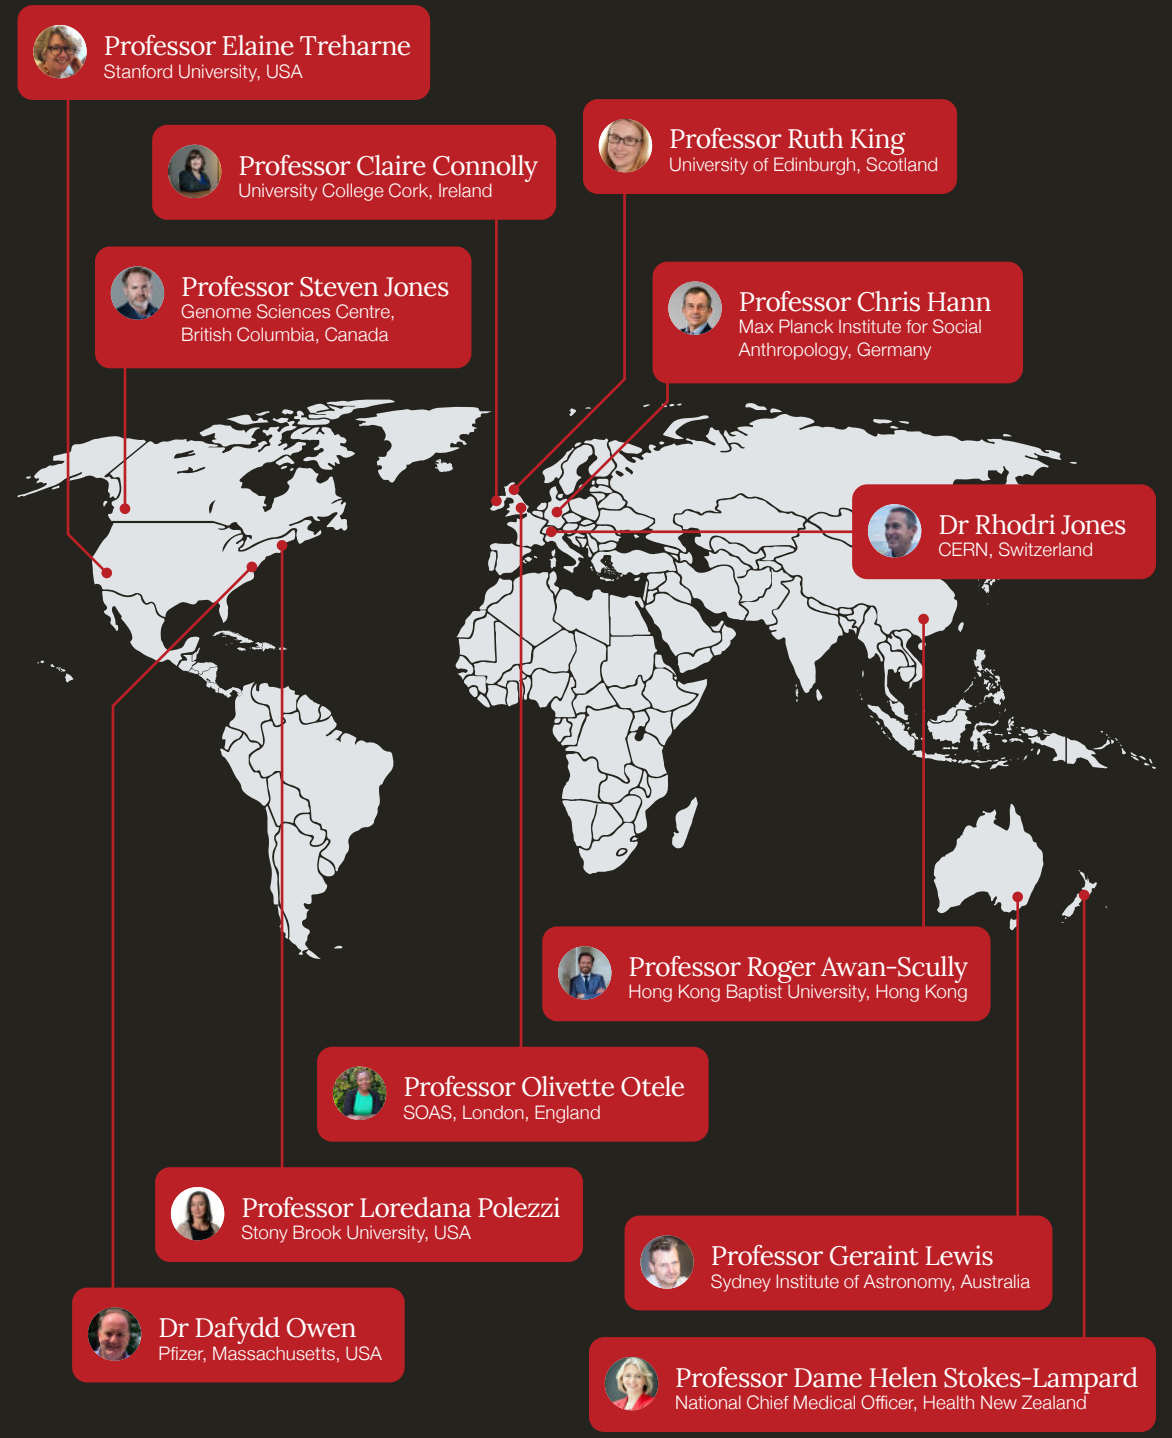 Professor Elaine Treharne
Stanford University, USA
Professor Ruth King
University of Edinburgh, Scotland
Professor Claire Connolly
University College Cork, Ireland
Professor Steven Jones
Genome Sciences Centre,
British Columbia, Canada
Professor Chris Hann
Max Planck Institute for Social
Anthropology, Germany
Dr Rhodri Jones
CERN, Switzerland
Professor Roger Awan-Scully
Hong Kong Baptist University, Hong Kong
Professor Olivette Otele
SOAS, London, England
Professor Loredana Polezzi
Stony Brook University, USA
Professor Geraint Lewis
Sydney Institute of Astronomy, Australia
Dr Dafydd Owen
Pfizer, Massachusetts, USA
Professor Dame Helen Stokes-Lampard
National Chief Medical Officer, Health New Zealand